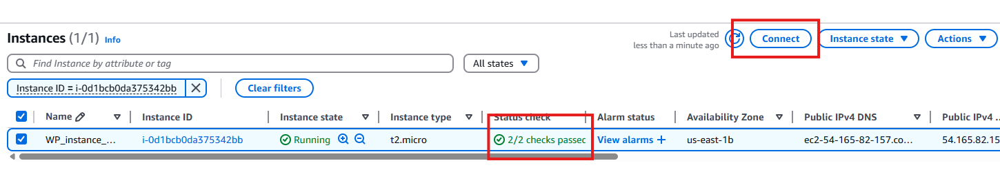 Instances (1/1) Info
Last updated
less than a minute ago
Connect
Instance state
Actions
Find Instance by attribute or tag
All states
Instance ID = i-0d1bcb0da375342bb
Clear filters
Name Instance ID Instance state Instance type Status check Alarm status Availability Zone Public IPv4 DNS Public IPv4 ...
WP_instance_... i-0d1bcb0da375342bb Running t2.micro 2/2 checks passed View alarms + us-east-1b ec2-54-165-82-157.co... 54.165.82.15